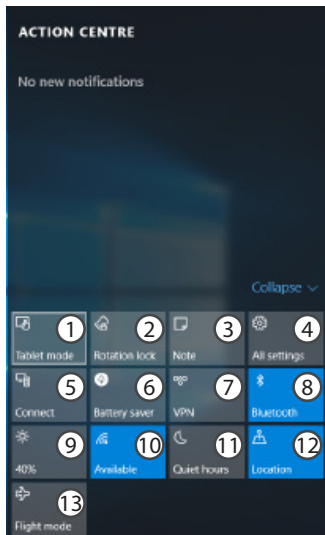 ACTION CENTRE
No new notifications
Collapse
1 2 3 4
Tablet mode Rotation lock Note All settings
5 6 7 8
Connect Battery saver VPN Bluetooth
9 10 11 12
40% Available Quiet hours Location
13
Flight mode